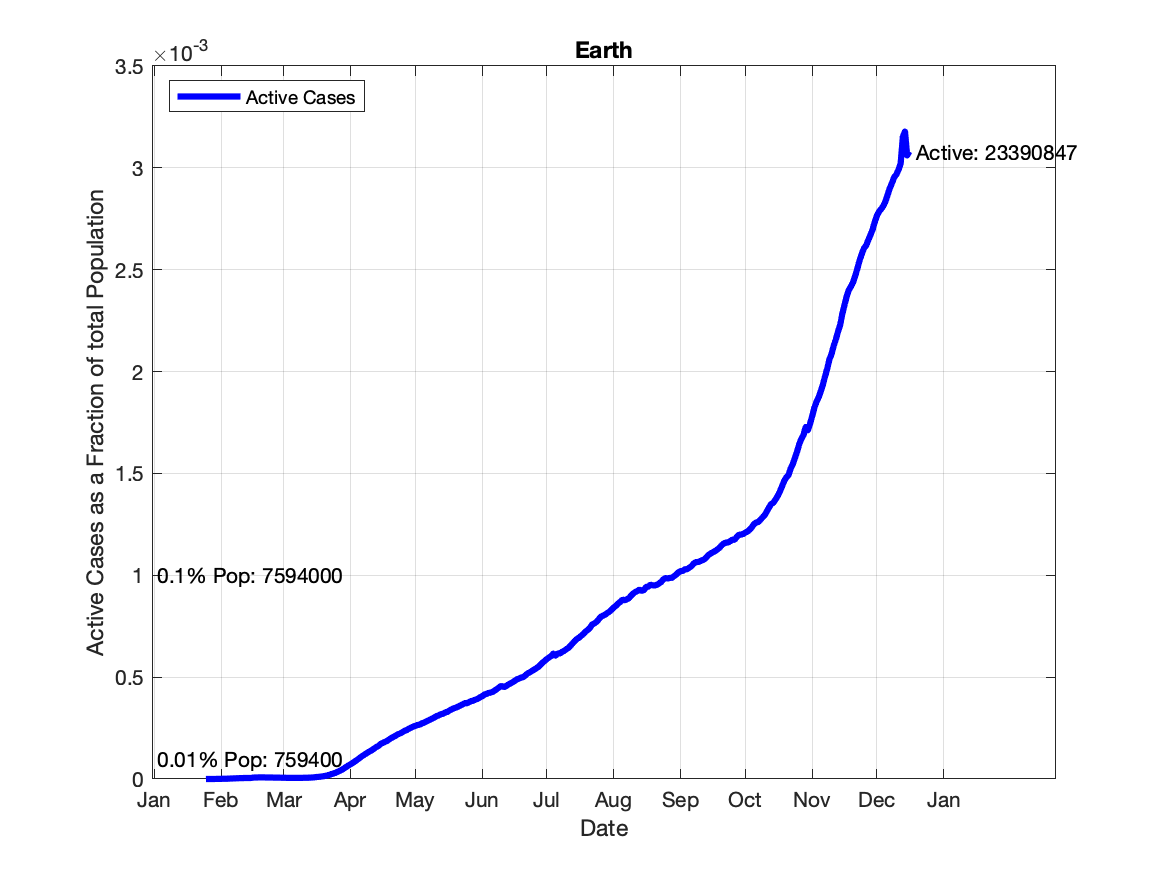 Earth
×10-3
3.5
3
2.5
2
1.5
1
0.5
0
Active Cases as a Fraction of total Population
Active Cases
Active: 23390847
0.1% Pop: 7594000
0.01% Pop: 759400
Jan Feb Mar Apr May Jun Jul Aug Sep Oct Nov Dec Jan
Date